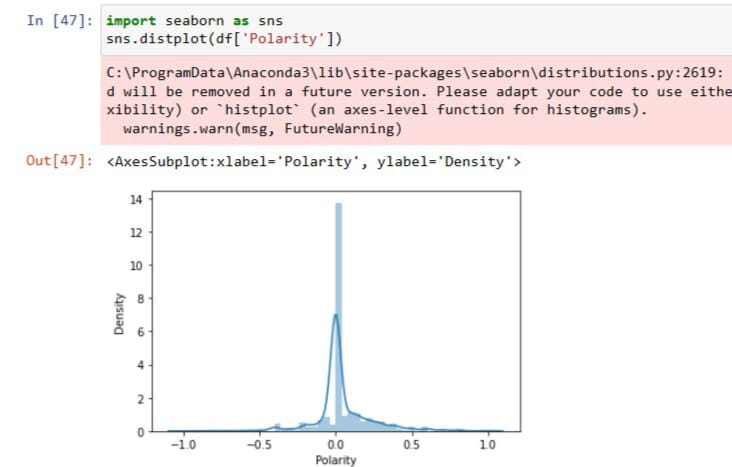 In [47]: import seaborn as sns
sns.distplot(df['Polarity'])
C:\ProgramData\Anaconda3\lib\site-packages\seaborn\distributions.py:2619:
d will be removed in a future version. Please adapt your code to use eithe
xibility) or `histplot` (an axes-level function for histograms).
warnings.warn(msg, FutureWarning)
Out[47]: <AxesSubplot:xlabel='Polarity', ylabel='Density'>
14
12
10
8
6
4
2
0
Density
−1.0 −0.5 0.0 0.5 1.0
Polarity